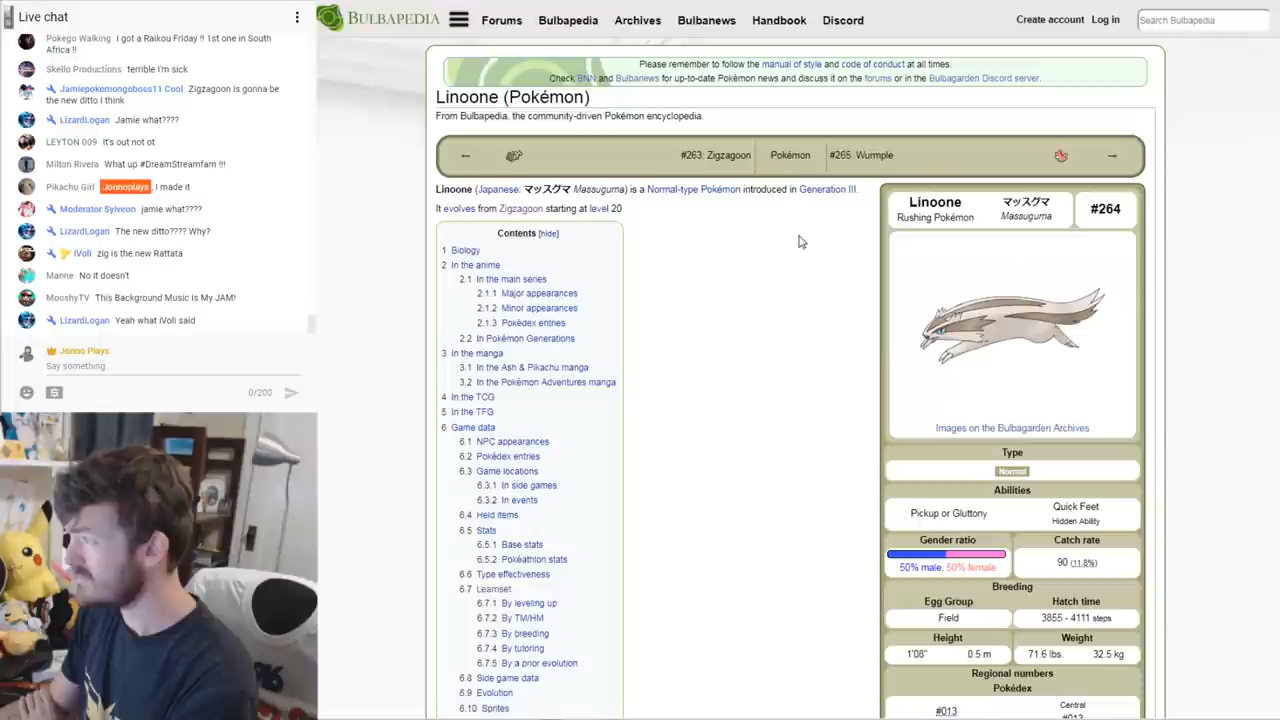 Live chat
Pokego Walking I got a Raikou Friday !! 1st one in South
Africa !!
Skello Productions terrible I'm sick
Jamiepokemongoboss11 Cool Zigzagoon is gonna be
the new ditto I think
LizardLogan Jamie what????
LEYTON 009 It's out not ot
Milton Rivera What up #DreamStreamfam !!!
Pikachu Girl Jonnoplays , I made it
Moderator Sylveon jamie what????
LizardLogan The new ditto???? Why?
iVoli zig is the new Rattata
Manne No it doesn't
MooshyTV This Background Music Is My JAM!
LizardLogan Yeah what iVoli said
Jonno Plays
Say something...
0/200
BULBAPEDIA
Forums Bulbapedia Archives Bulbanews Handbook Discord
Create account Log in
Search Bulbapedia
Please remember to follow the manual of style and code of conduct at all times.
Check BNN and Bulbanews for up-to-date Pokémon news and discuss it on the forums or in the Bulbagarden Discord server.
Linoone (Pokémon)
From Bulbapedia, the community-driven Pokémon encyclopedia.
← #263: Zigzagoon Pokémon #265: Wurmple →
Linoone (Japanese: マッスグマ Massuguma) is a Normal-type Pokémon introduced in Generation III.
It evolves from Zigzagoon starting at level 20
Contents [hide]
1 Biology
2 In the anime
2.1 In the main series
2.1.1 Major appearances
2.1.2 Minor appearances
2.1.3 Pokédex entries
2.2 In Pokémon Generations
3 In the manga
3.1 In the Ash & Pikachu manga
3.2 In the Pokémon Adventures manga
4 In the TCG
5 In the TFG
6 Game data
6.1 NPC appearances
6.2 Pokédex entries
6.3 Game locations
6.3.1 In side games
6.3.2 In events
6.4 Held items
6.5 Stats
6.5.1 Base stats
6.5.2 Pokéathlon stats
6.6 Type effectiveness
6.7 Learnset
6.7.1 By leveling up
6.7.2 By TM/HM
6.7.3 By breeding
6.7.4 By tutoring
6.7.5 By a prior evolution
6.8 Side game data
6.9 Evolution
6.10 Sprites
Linoone マッスグマ #264
Rushing Pokémon Massuguma
Images on the Bulbagarden Archives
Type
Normal
Abilities
Pickup or Gluttony
Quick Feet
Hidden Ability
Gender ratio
50% male, 50% female
Catch rate
90 (11.8%)
Breeding
Egg Group
Field
Hatch time
3855 - 4111 steps
Height
1'08" 0.5 m
Weight
71.6 lbs. 32.5 kg
Regional numbers
Pokédex
#013
Central
#013